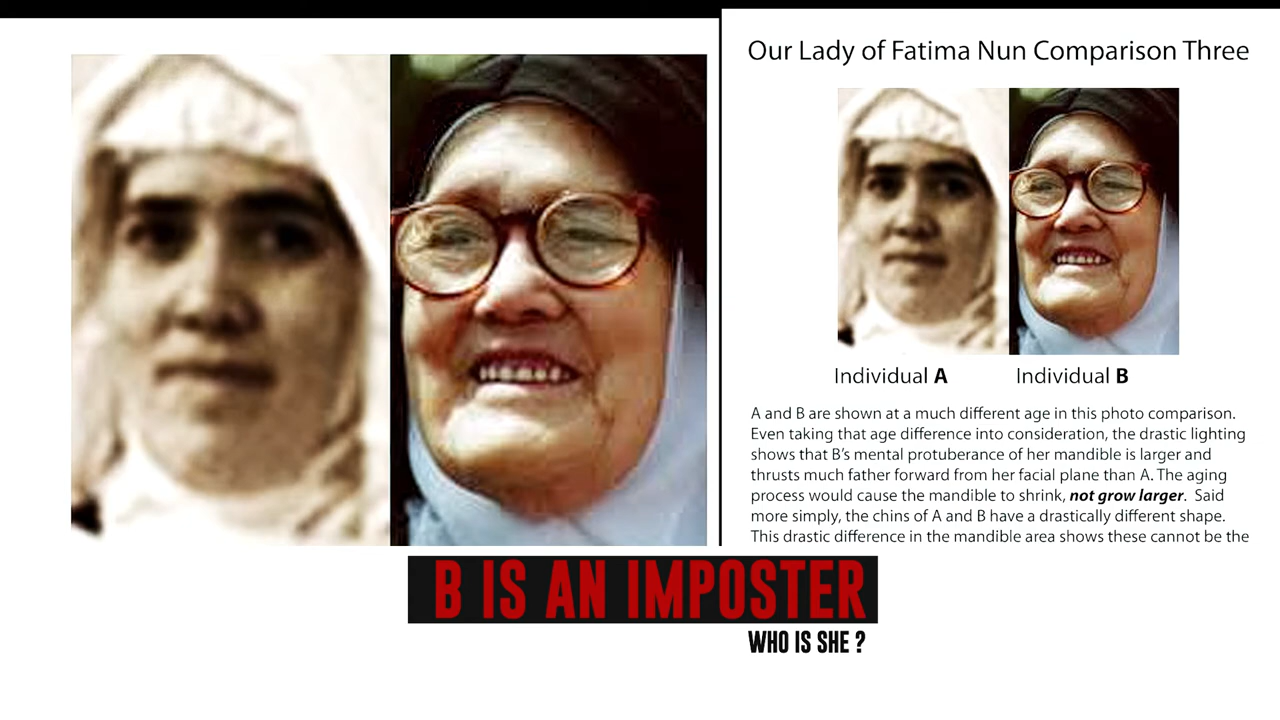 Our Lady of Fatima Nun Comparison Three
Individual A
Individual B
A and B are shown at a much different age in this photo comparison.
Even taking that age difference into consideration, the drastic lighting
shows that B’s mental protuberance of her mandible is larger and
thrusts much father forward from her facial plane than A. The aging
process would cause the mandible to shrink, not grow larger. Said
more simply, the chins of A and B have a drastically different shape.
This drastic difference in the mandible area shows these cannot be the
B IS AN IMPOSTER
WHO IS SHE ?